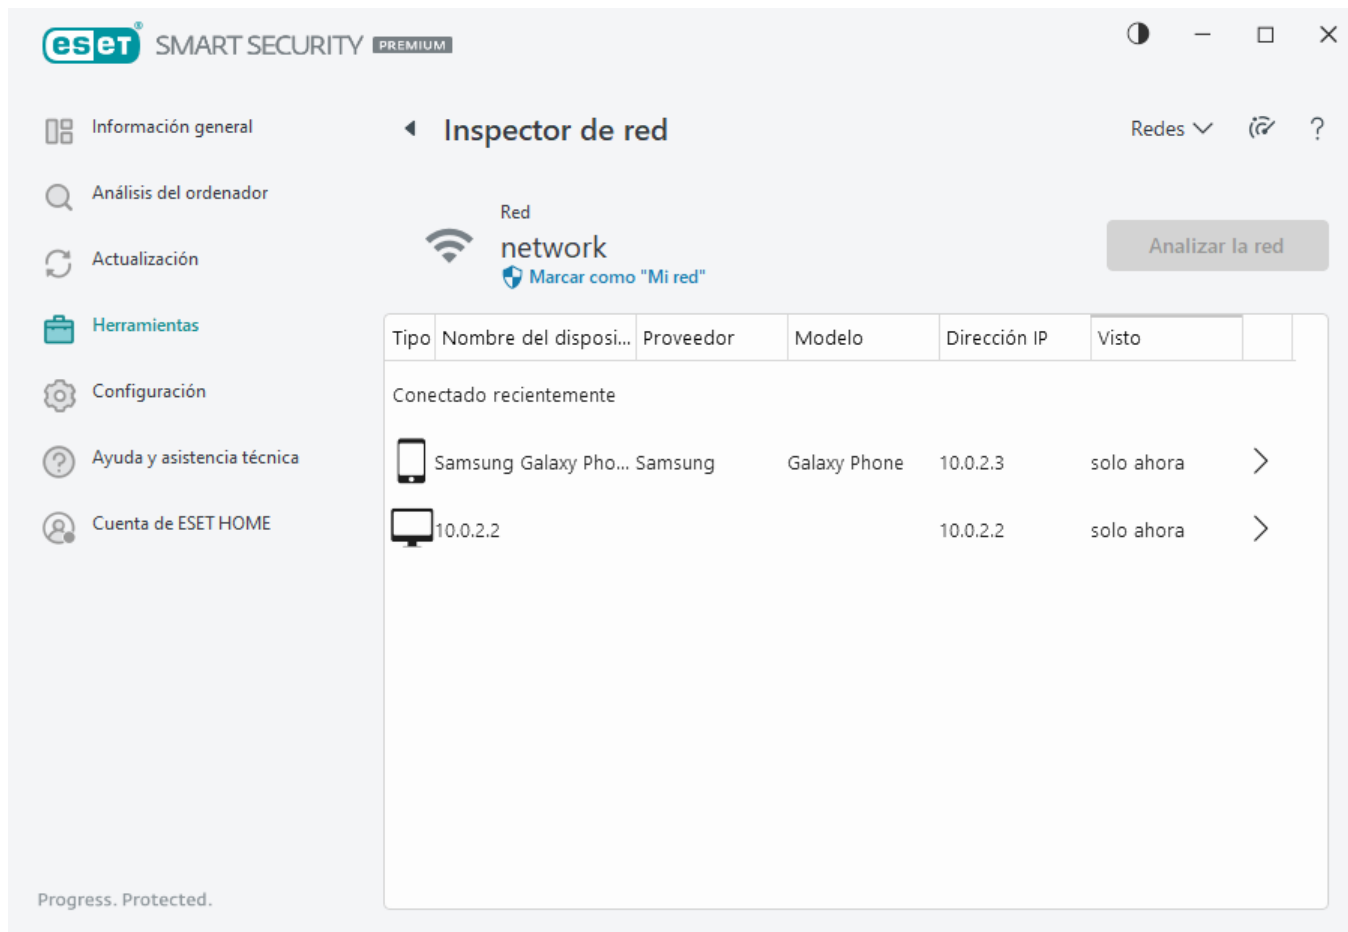 eset® SMART SECURITY PREMIUM
Información general
Análisis del ordenador
Actualización
Herramientas
Configuración
Ayuda y asistencia técnica
Cuenta de ESET HOME
Progress. Protected.
Inspector de red
Redes
?
Red
network
Marcar como "Mi red"
Analizar la red
Tipo Nombre del disposi... Proveedor Modelo Dirección IP Visto
Conectado recientemente
Samsung Galaxy Pho... Samsung Galaxy Phone 10.0.2.3 solo ahora
10.0.2.2 10.0.2.2 solo ahora